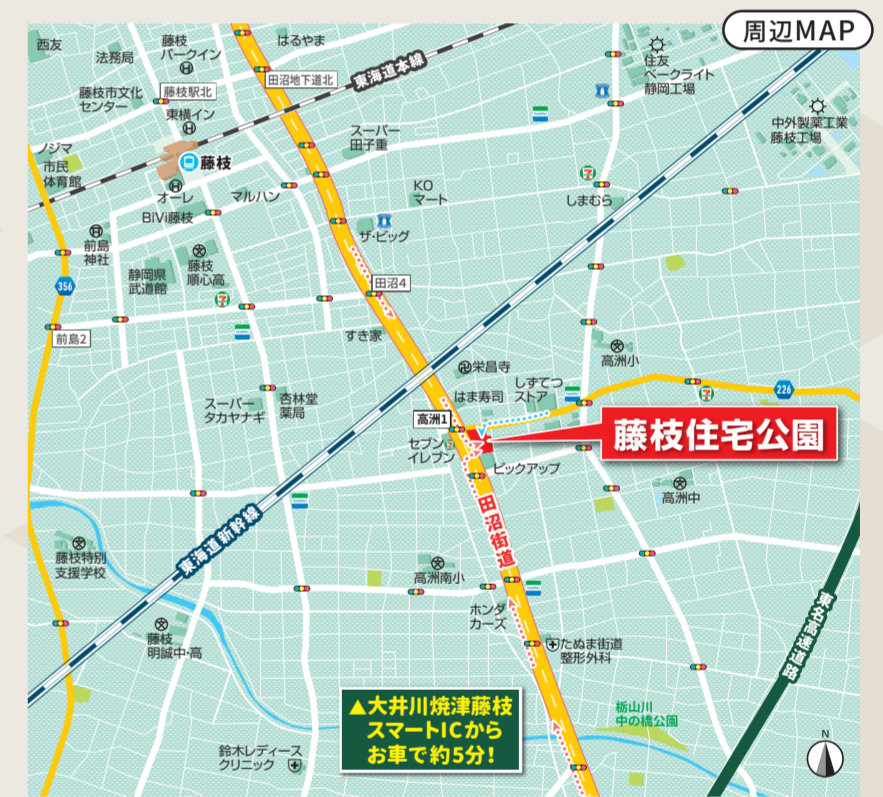 周辺MAP
西友
法務局
藤枝
パークイン
はるやま
藤枝市文化
センター
藤枝駅北
東横イン
田沼地下道北
東海道本線
住友
ベークライト
静岡工場
中外製薬工業
藤枝工場
ノジマ
市民
体育館
藤枝
スーパー
田子重
オーレ
マルハン
BiVi藤枝
KO
マート
しまむら
ザ・ビッグ
前島
神社
静岡県
武道館
藤枝
順心高
356
田沼4
前島2
すき家
栄昌寺
高洲小
はま寿司
しずてつ
ストア
226
スーパー
タカヤナギ
杏林堂
薬局
高洲1
セブン
イレブン
藤枝住宅公園
ピックアップ
高洲中
田沼街道
東海道新幹線
藤枝特別
支援学校
高洲南小
ホンダ
カーズ
東名高速道路
藤枝
明誠中・高
たぬま街道
整形外科
▲大井川焼津藤枝
スマートICから
お車で約5分!
栃山川
中の橋公園
鈴木レディース
クリニック
N